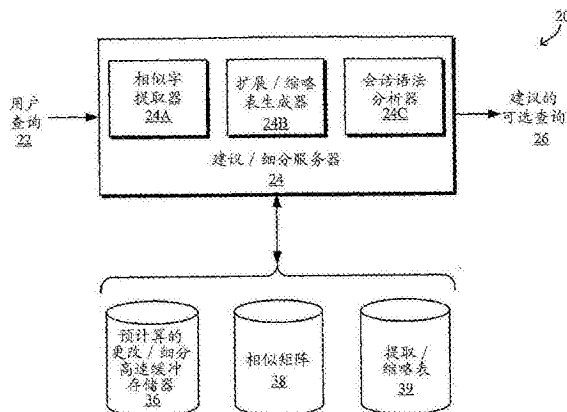 20
用户
查询
22
相似字
提取器
24A
扩展/缩略
表生成器
24B
会话语法
分析器
24C
建议/细分服务器
24
建议的
可选查询
26
预计算的
更改/细分
高速缓冲
存储器
36
相似矩阵
38
提取/
缩略表
39